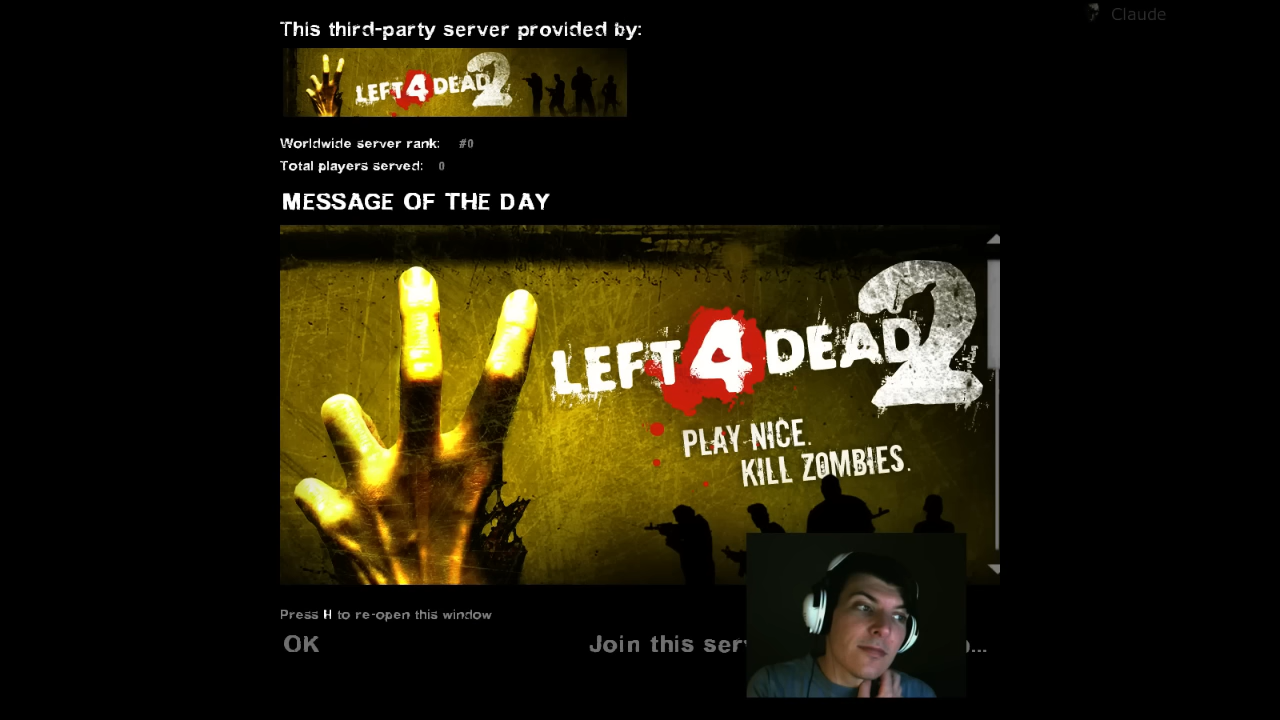 Claude
This third-party server provided by:
LEFT 4 DEAD 2
Worldwide server rank: #0
Total players served: 0
MESSAGE OF THE DAY
LEFT 4 DEAD 2
PLAY NICE.
KILL ZOMBIES.
Press H to re-open this window
OK
Join this